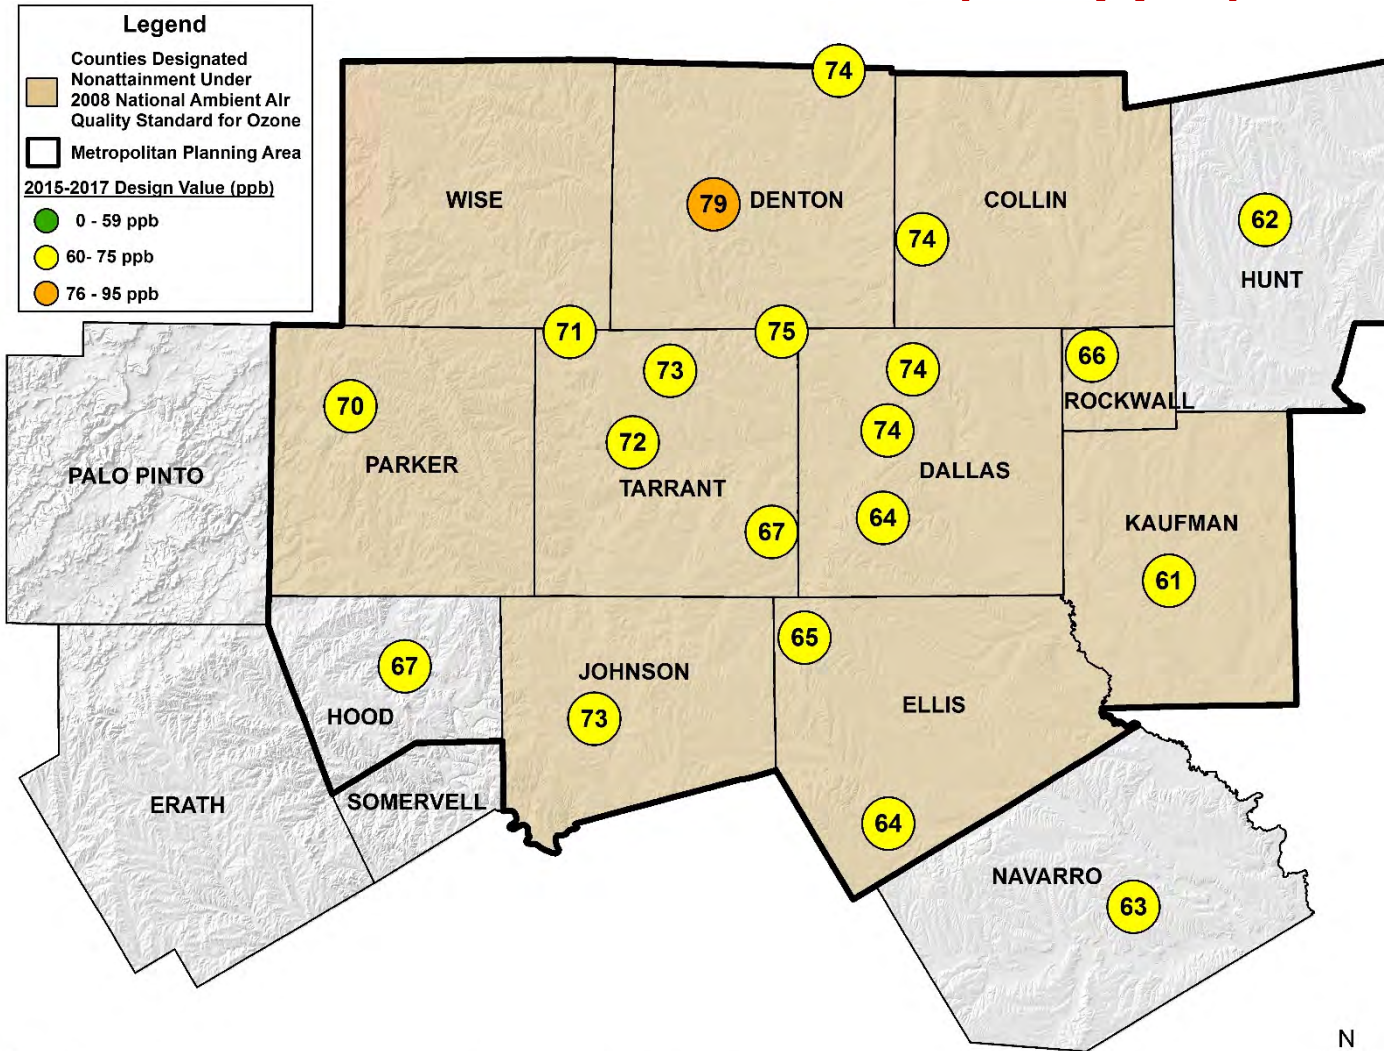 Legend
Counties Designated
Nonattainment Under
2008 National Ambient Air
Quality Standard for Ozone
Metropolitan Planning Area
2015-2017 Design Value (ppb)
0 - 59 ppb
60- 75 ppb
76 - 95 ppb
74
WISE
79 DENTON
COLLIN
74
62
HUNT
71
75
73
74
66
ROCKWALL
70
72
74
PARKER
PALO PINTO
TARRANT
DALLAS
67
64
KAUFMAN
61
65
67
JOHNSON
HOOD
73
ELLIS
ERATH
SOMERVELL
64
NAVARRO
63
N